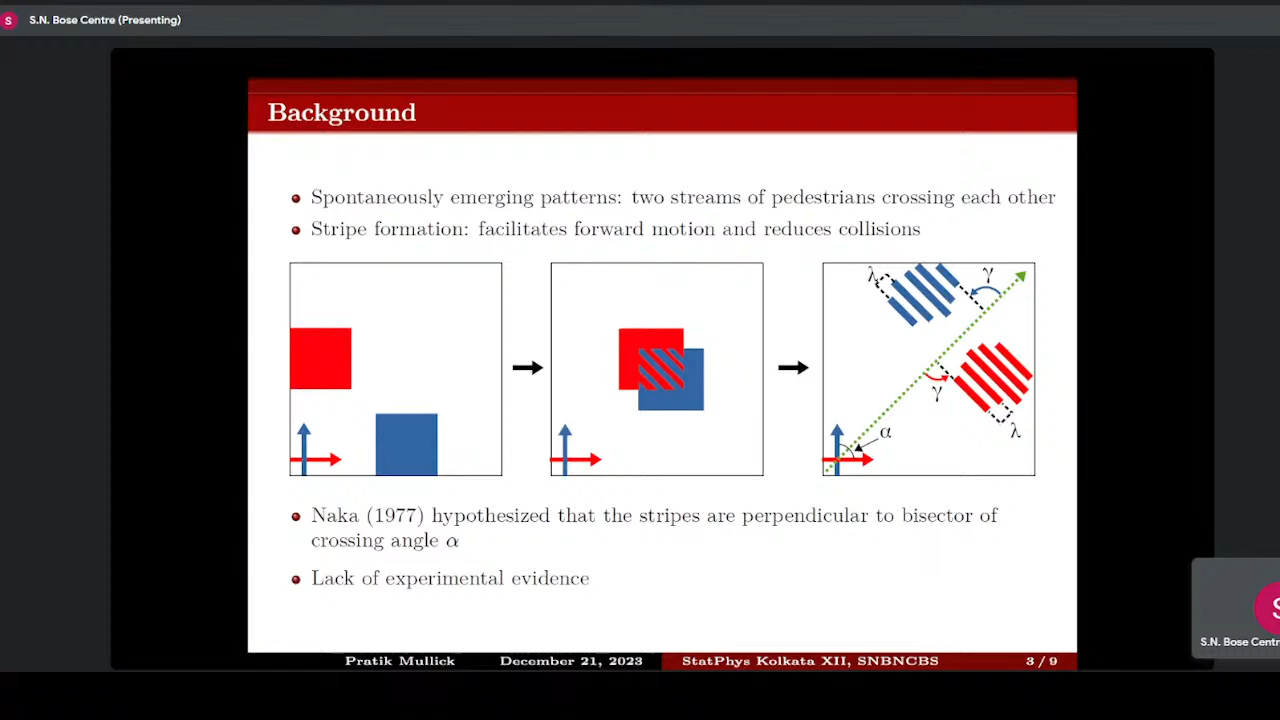 S
S.N. Bose Centre (Presenting)
Background
Spontaneously emerging patterns: two streams of pedestrians crossing each other
Stripe formation: facilitates forward motion and reduces collisions
λ
γ
γ
λ
α
Naka (1977) hypothesized that the stripes are perpendicular to bisector of
crossing angle α
Lack of experimental evidence
S
S.N. Bose Centr
Pratik Mullick December 21, 2023 StatPhys Kolkata XII, SNBNCBS 3 / 9